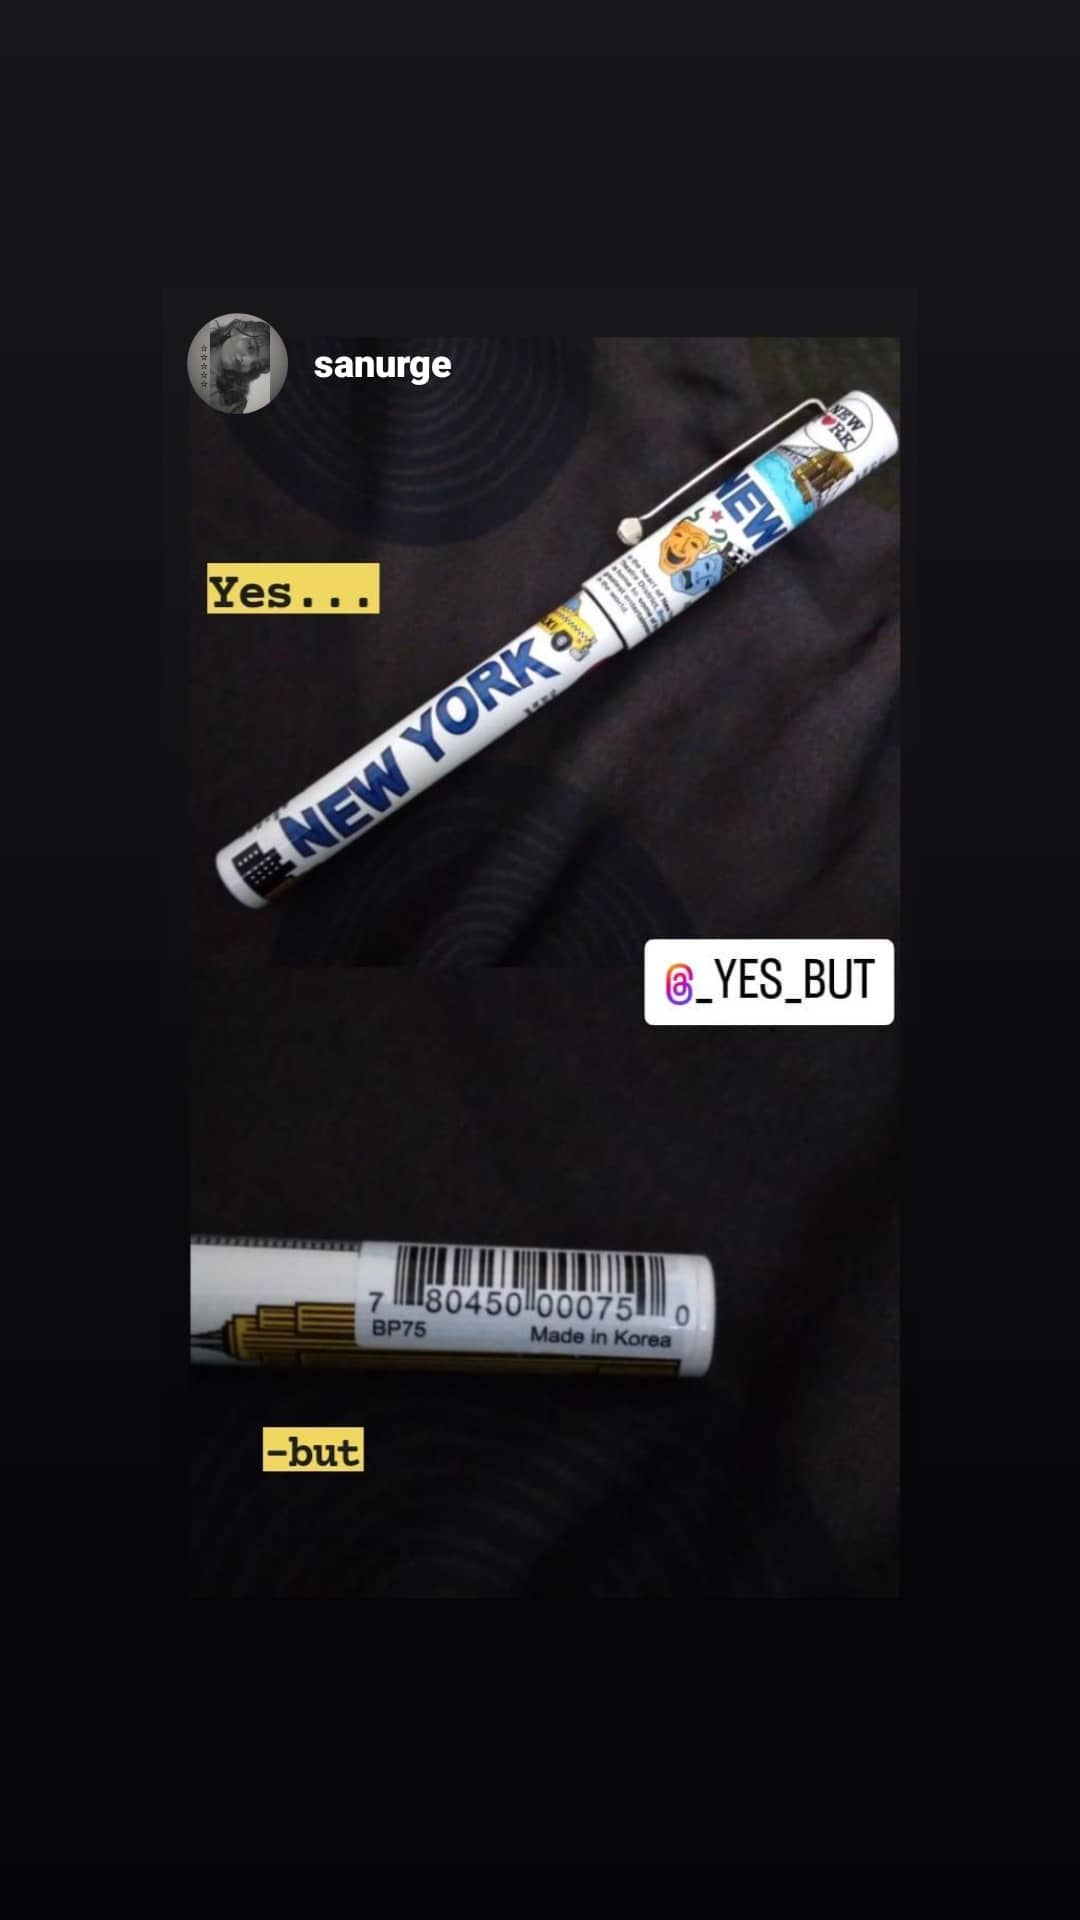 sanurge
NEW
YORK
NEW
Yes...
TAXI
NEW YORK
@_YES_BUT
7 80450 00075 0
BP75 Made in Korea
-but